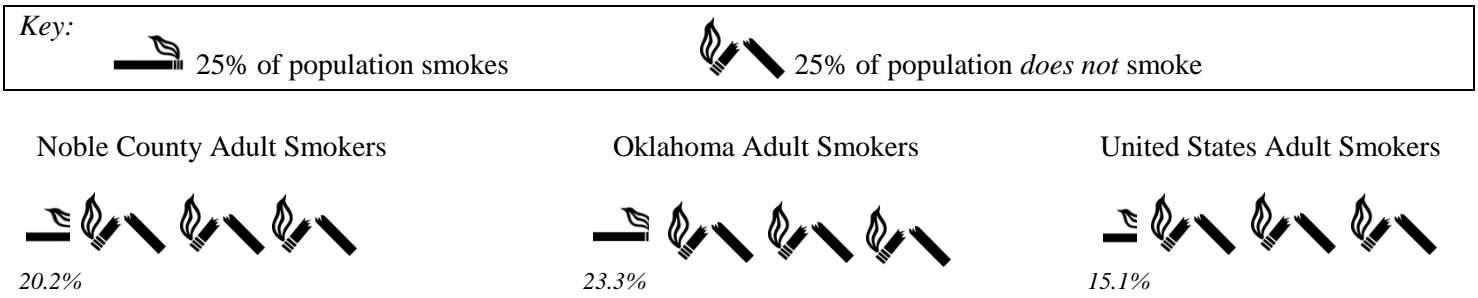 Key:
25% of population smokes 25% of population does not smoke
Noble County Adult Smokers Oklahoma Adult Smokers United States Adult Smokers
20.2% 23.3% 15.1%